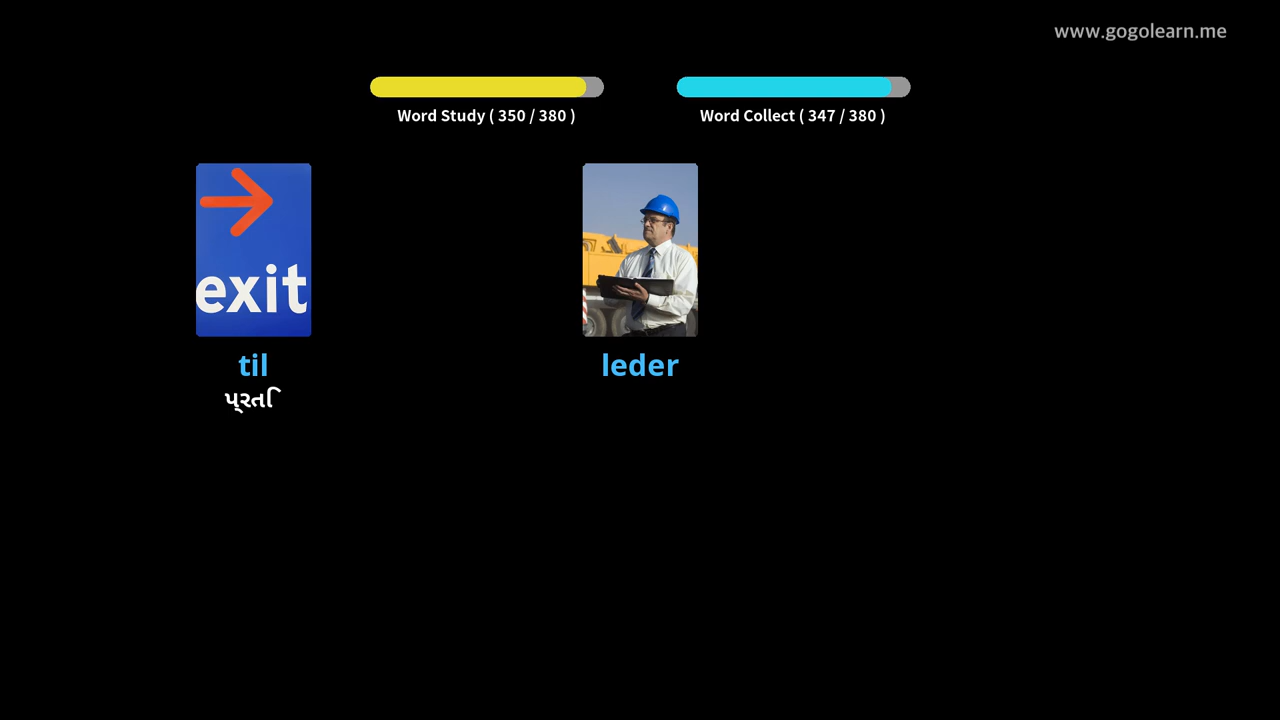 www.gogolearn.me
Word Study ( 350 / 380 )
Word Collect ( 347 / 380 )
exit
til
leder
પ્રતિ